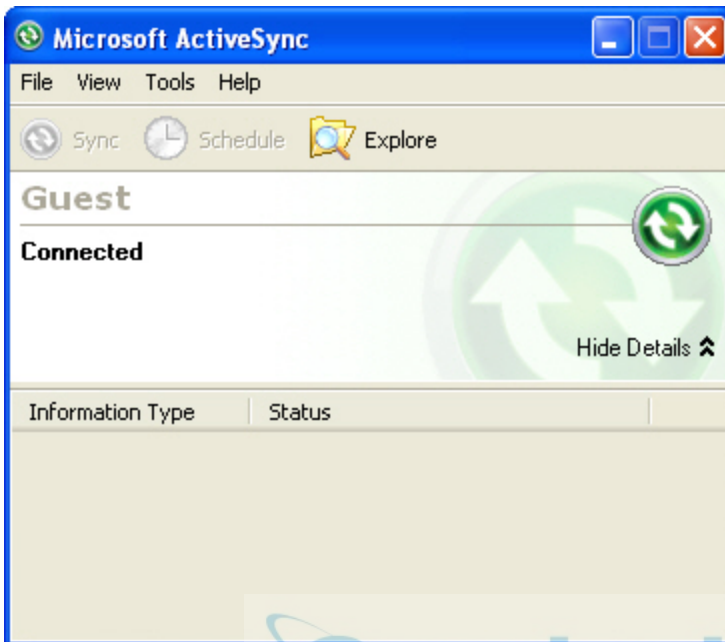 Microsoft ActiveSync
File View Tools Help
Sync Schedule Explore
Guest
Connected
Hide Details
Information Type Status